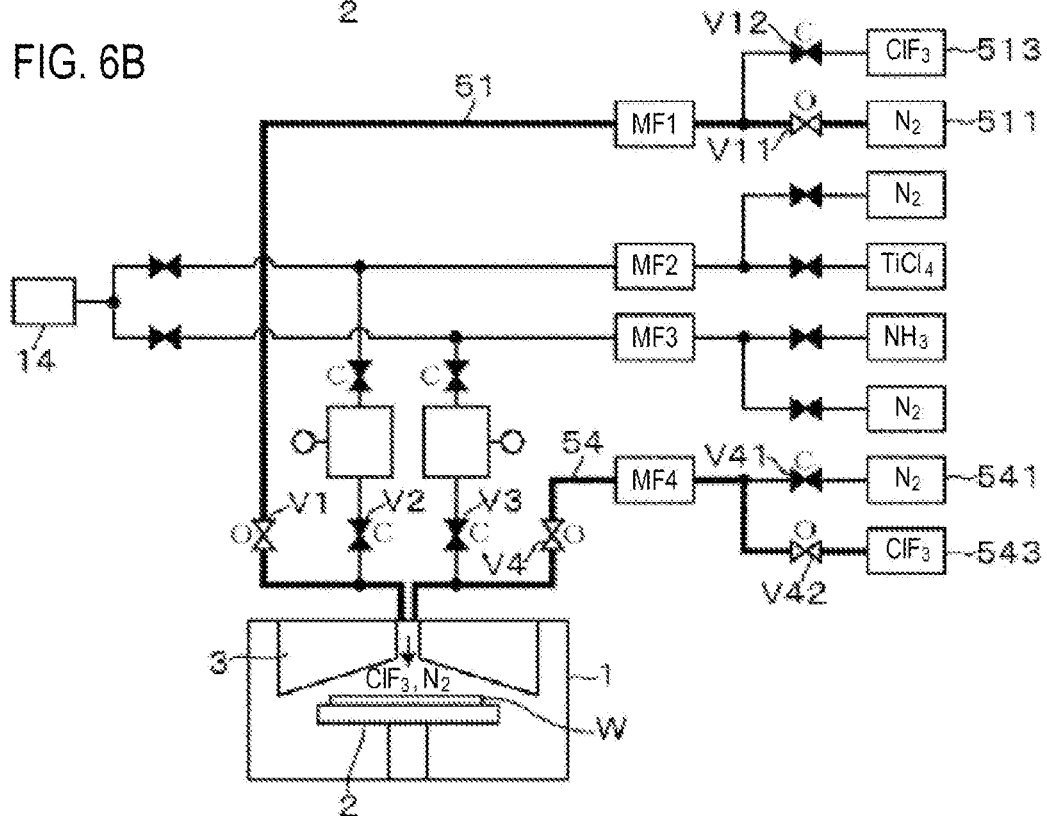 2
FIG. 6B
V12
C
ClF3
513
51
O
MF1
N2
511
V11
N2
MF2
TiCl4
14
MF3
NH3
C
C
N2
54
V41
C
MF4
N2
541
V1
V2
V3
O
C
C
O
O
V4
ClF3
543
V42
3
ClF3, N2
1
W
2